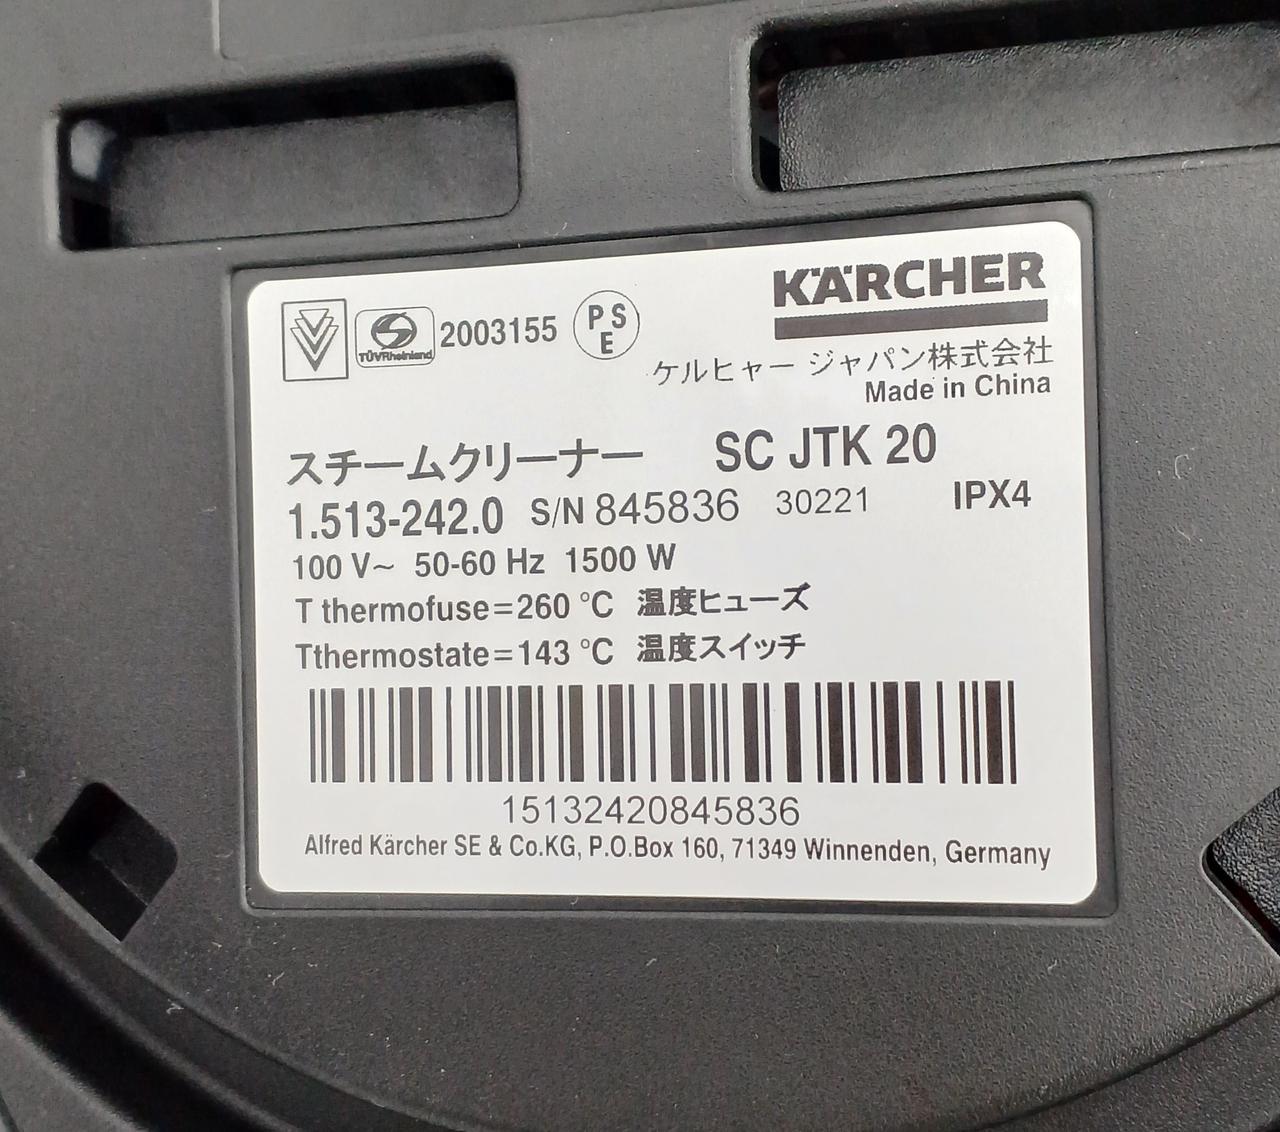 TÜVRheinland 2003155 PSE KÄRCHER
ケルヒャー ジャパン株式会社
Made in China
スチームクリーナー SC JTK 20
1.513-242.0 S/N 845836 30221 IPX4
100 V~ 50-60 Hz 1500 W
T thermofuse=260 °C 温度ヒューズ
Tthermostate=143 °C 温度スイッチ
15132420845836
Alfred Kärcher SE & Co.KG, P.O.Box 160, 71349 Winnenden, Germany